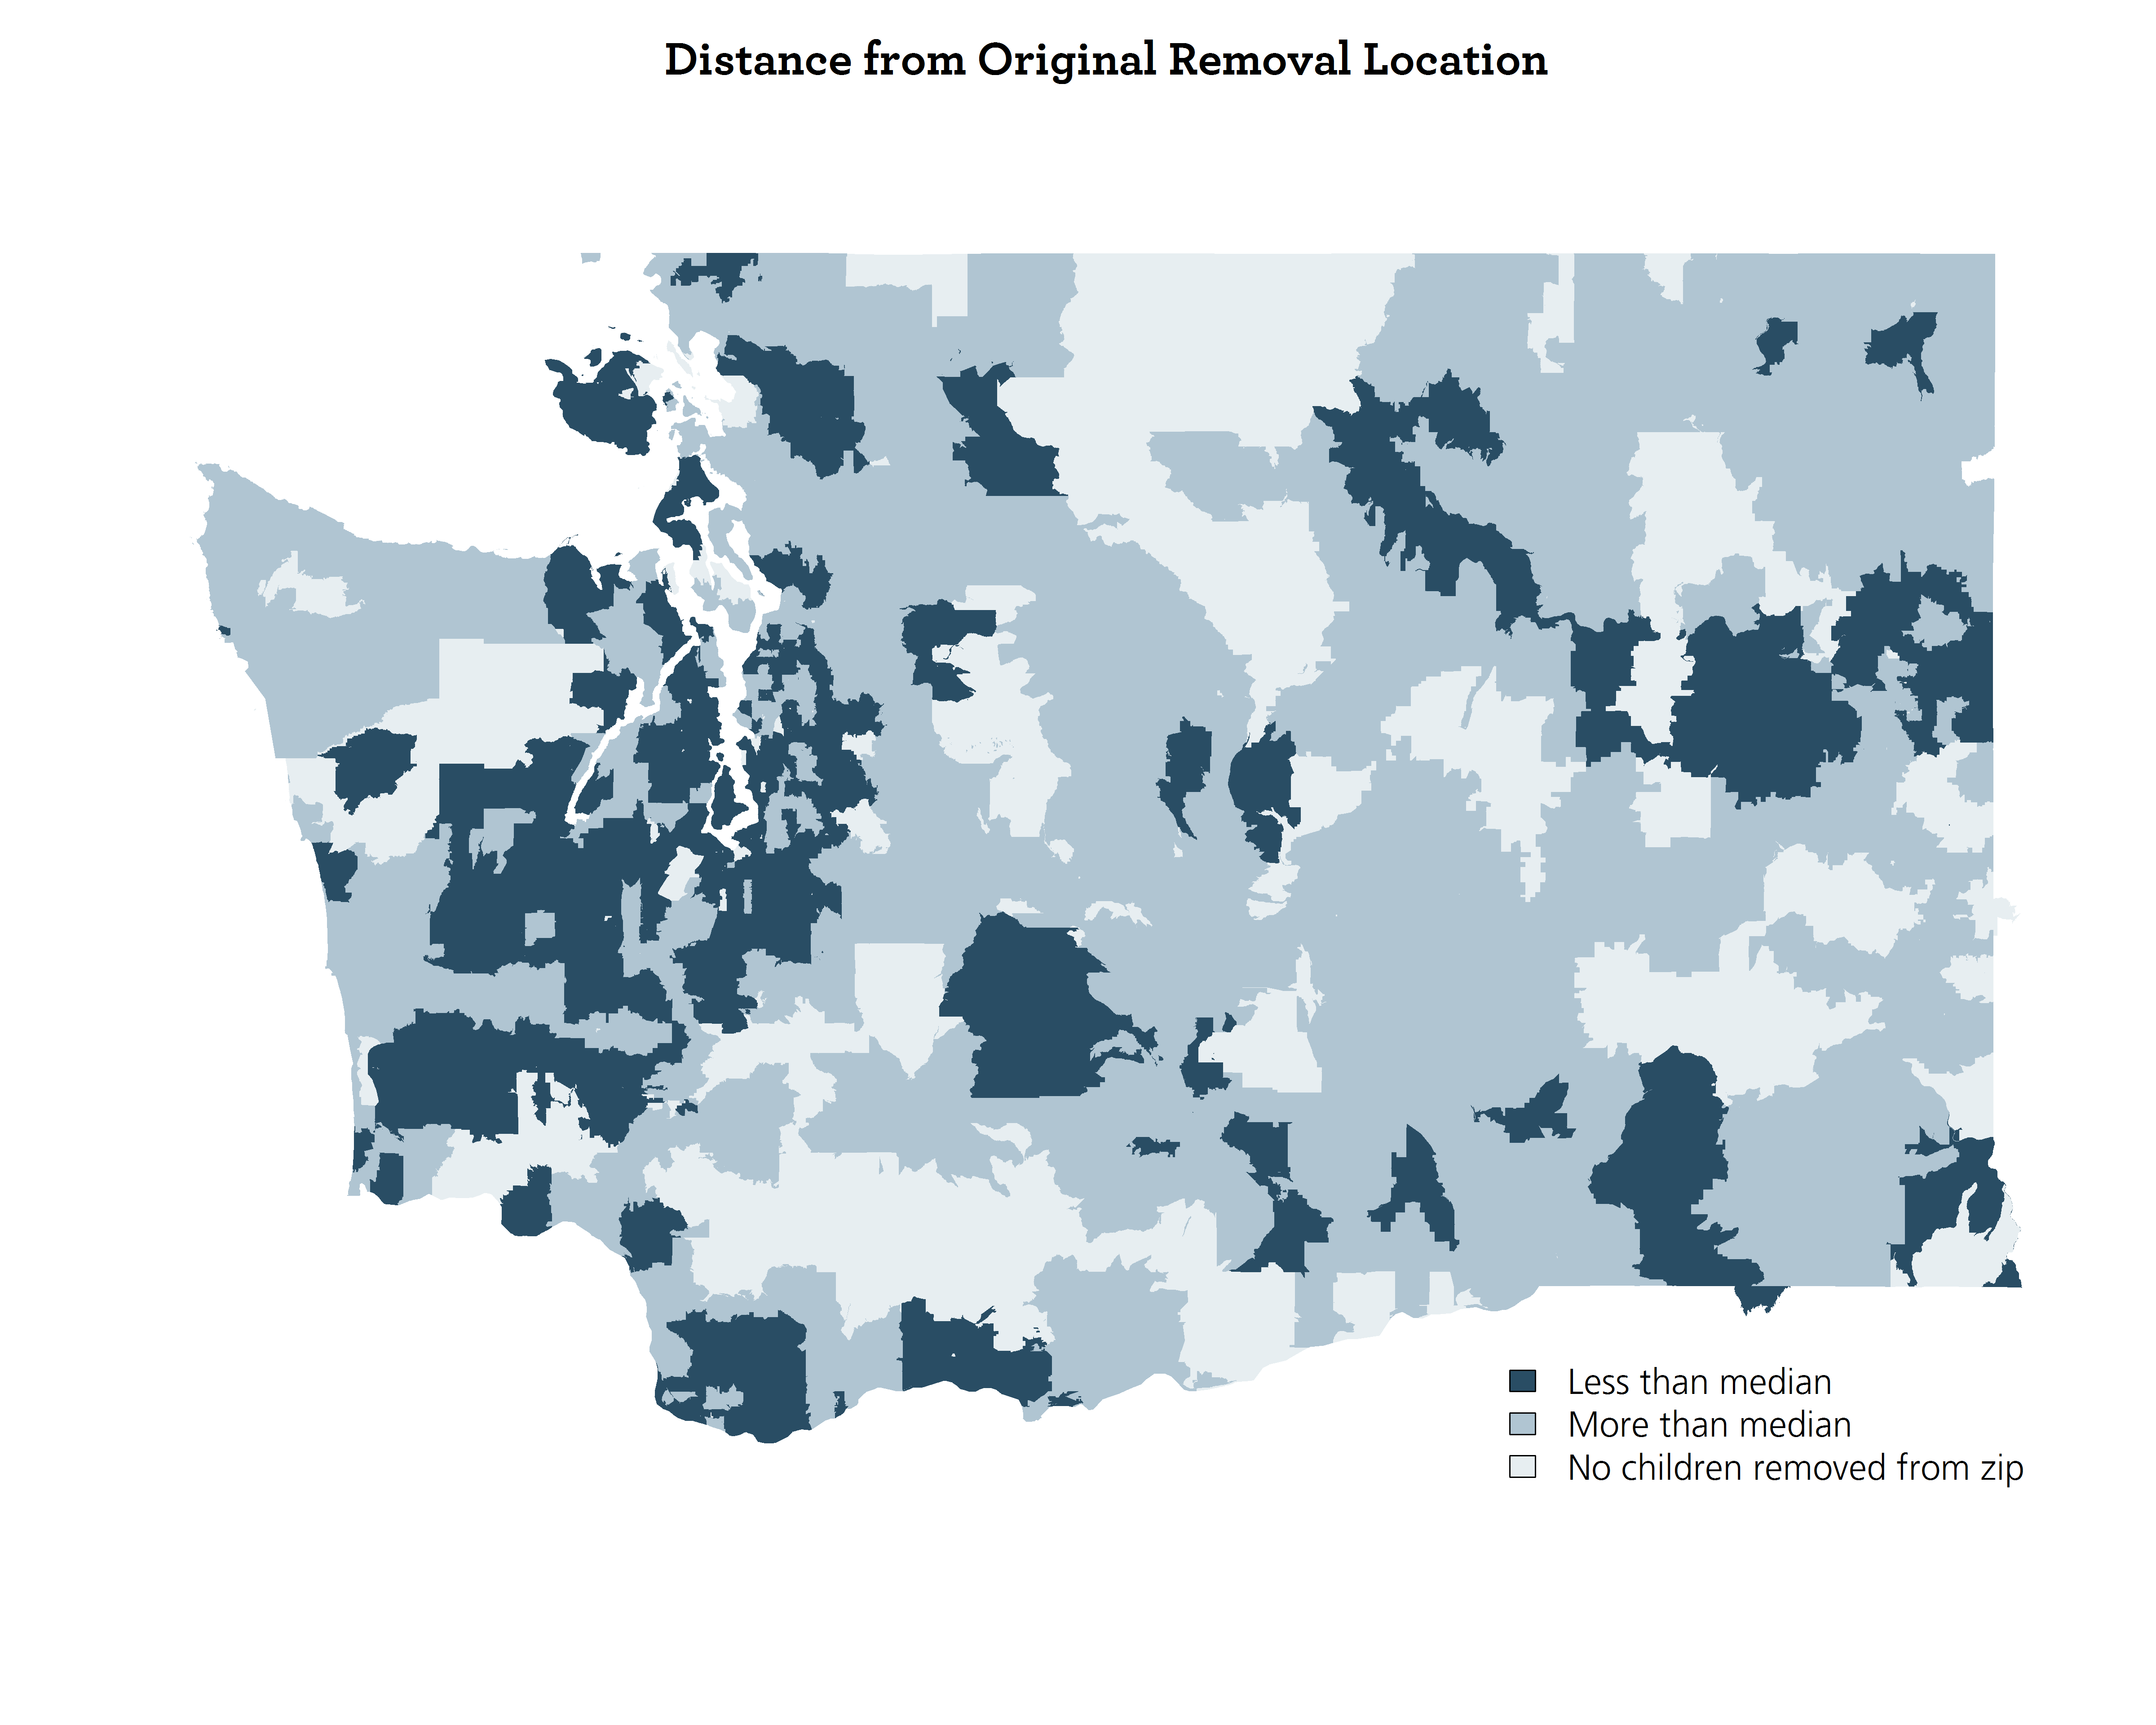 Distance from Original Removal Location
Less than median
More than median
No children removed from zip